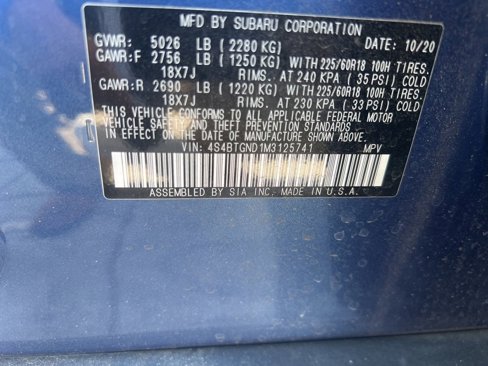 MFD BY SUBARU CORPORATION
GVWR: 5026 LB (2280 KG) DATE: 10/20
GAWR:F 2756 LB (1250 KG) WITH 225/60R18 100H TIRES.
18X7J RIMS. AT 240 KPA ( 35 PSI) COLD
GAWR:R 2690 LB (1220 KG) WITH 225/60R18 100H TIRES.
18X7J RIMS. AT 230 KPA ( 33 PSI) COLD
THIS VEHICLE CONFORMS TO ALL APPLICABLE FEDERAL MOTOR
VEHICLE SAFETY AND THEFT PREVENTION STANDARDS
IN EFFECT ON THE DATE OF MANUFACTURE SHOWN ABOVE.
VIN: 4S4BTGND1M3125741 MPV
ASSEMBLED BY SIA INC. MADE IN U.S.A.